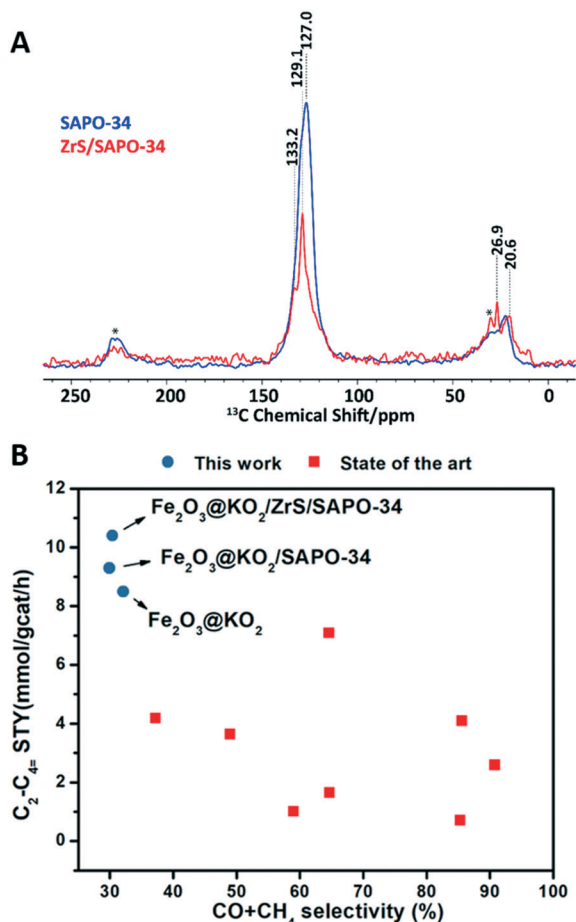 A
SAPO-34
ZrS/SAPO-34
133.2
129.1
127.0
26.9
20.6
*
*
250 200 150 100 50 0
¹³C Chemical Shift/ppm
B
This work State of the art
12
10
8
6
4
2
0
C₂-C₄₌ STY(mmol/gcat/h)
Fe₂O₃@KO₂/ZrS/SAPO-34
Fe₂O₃@KO₂/SAPO-34
Fe₂O₃@KO₂
30 40 50 60 70 80 90 100
CO+CH₄ selectivity (%)